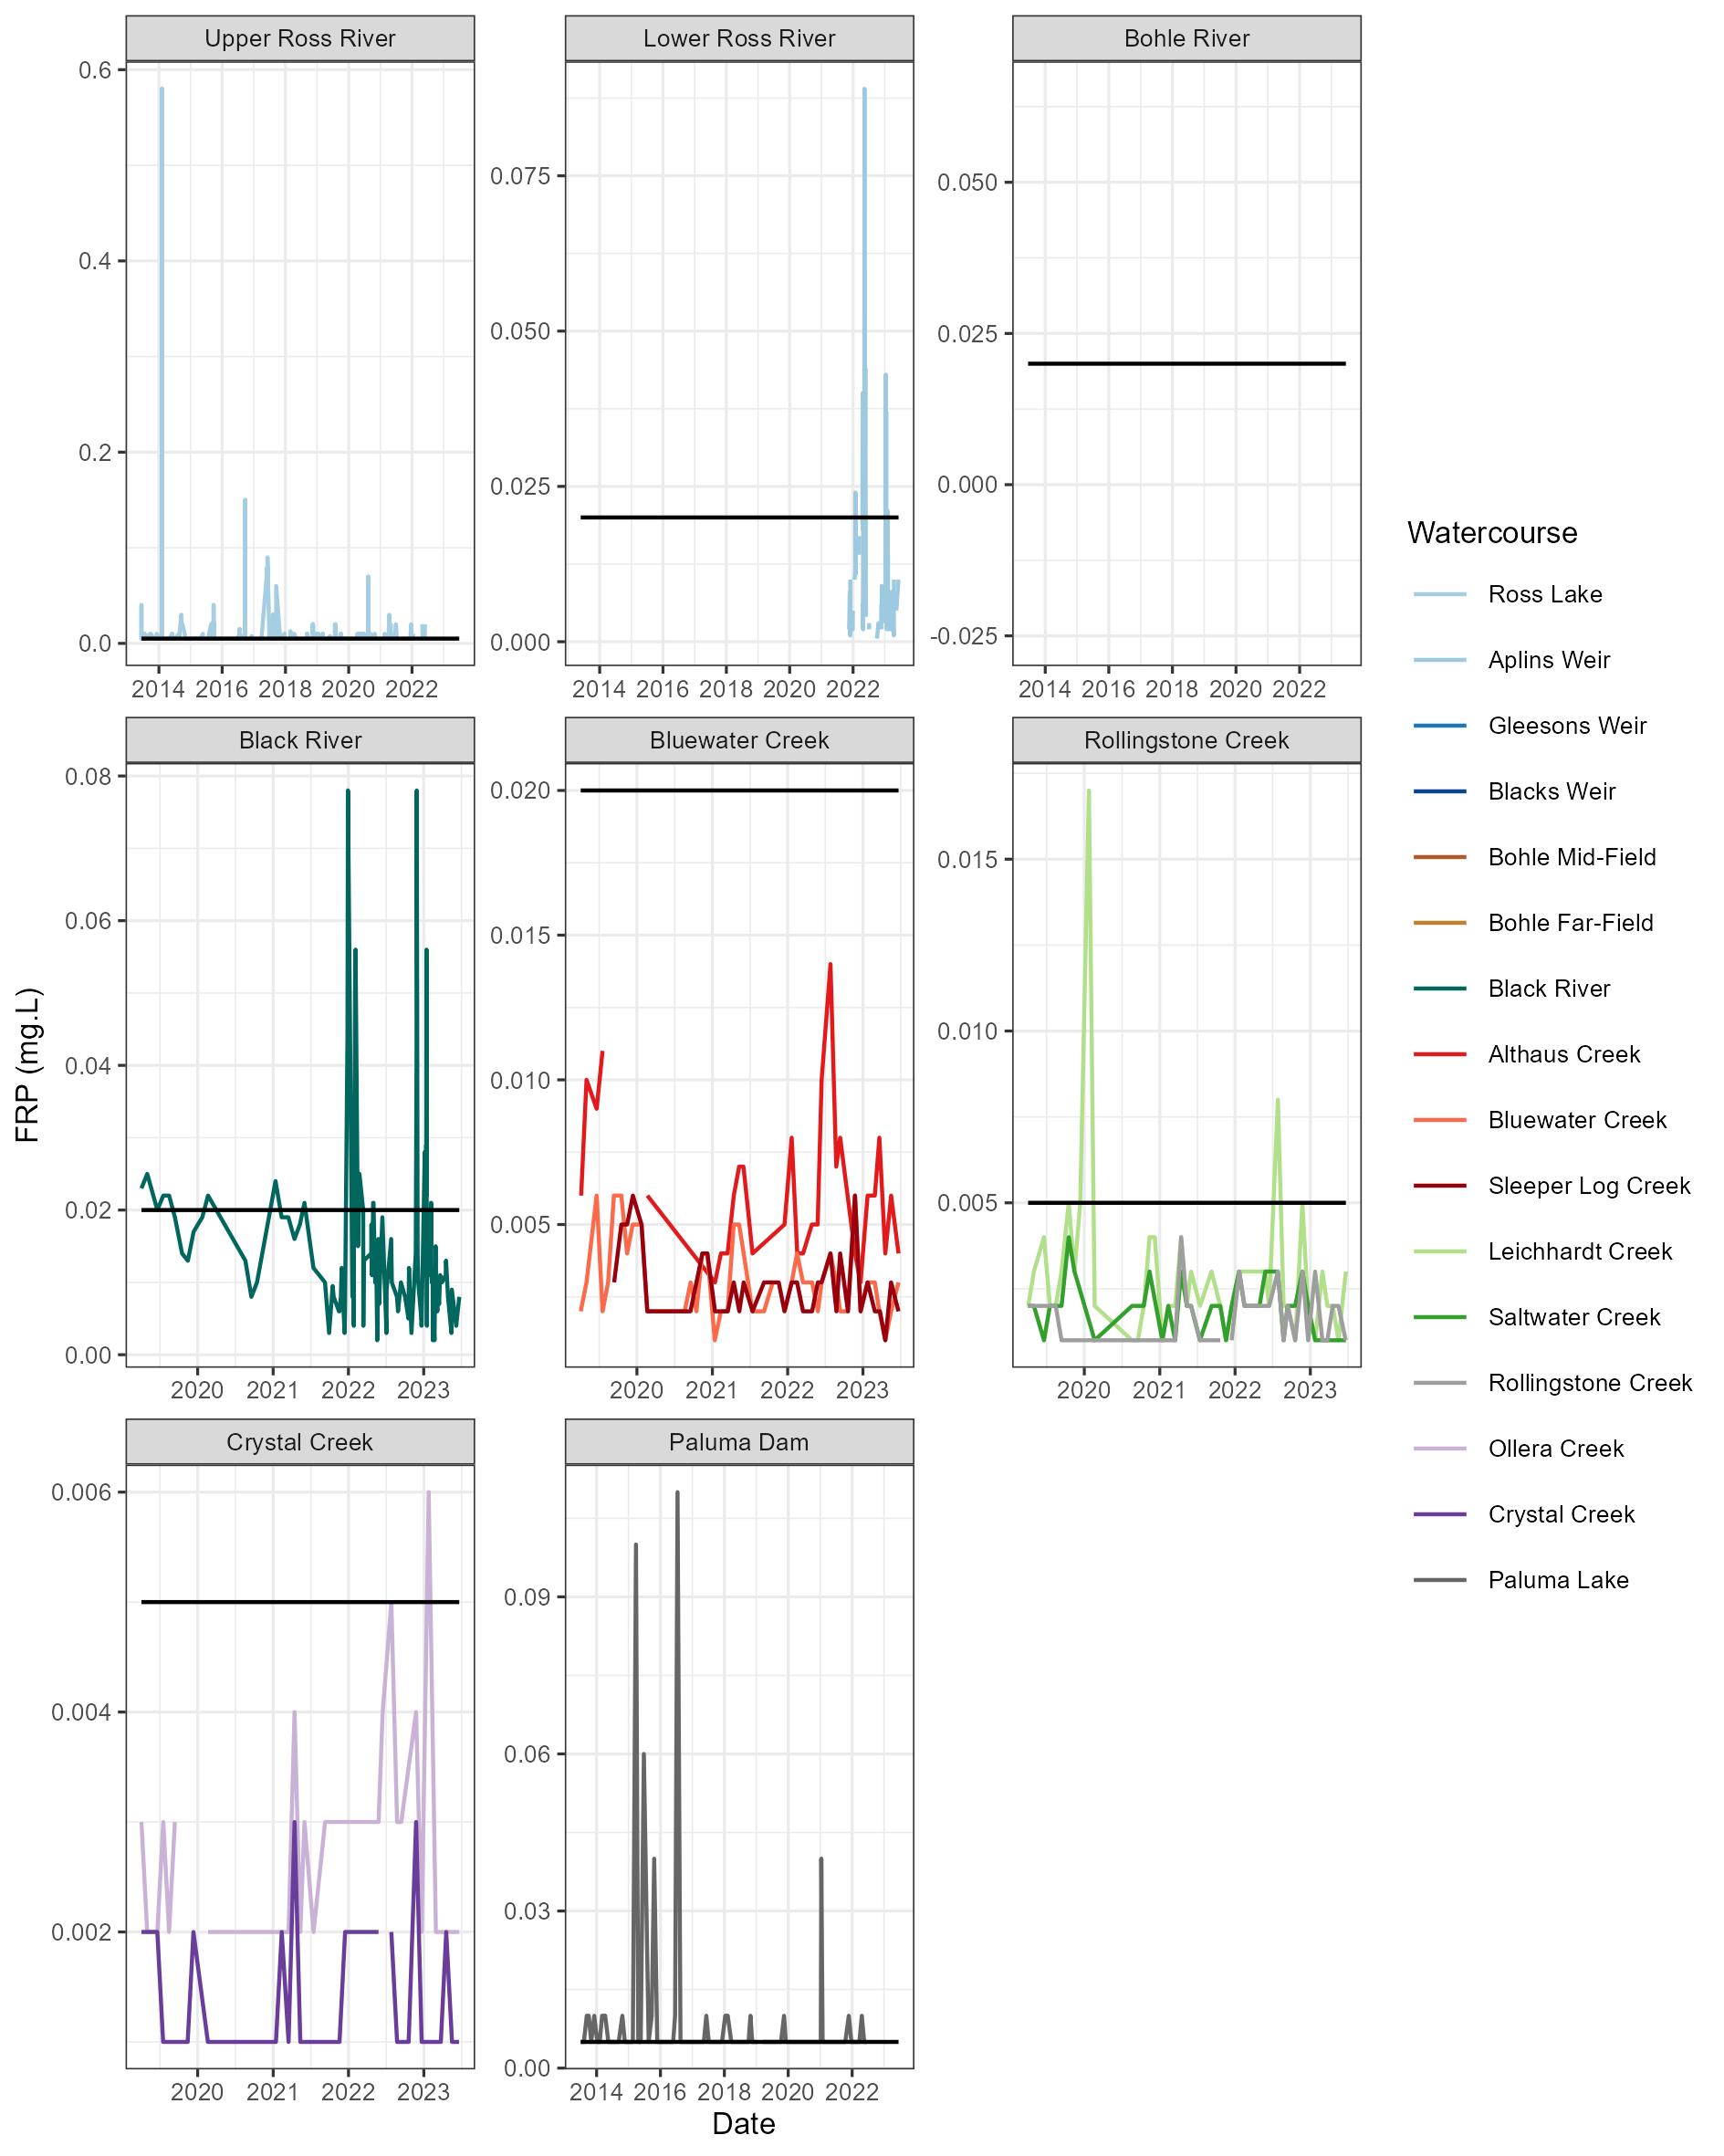 Upper Ross River
Lower Ross River
Bohle River
0.6
0.4
0.2
0.0
0.075
0.050
0.025
0.000
0.050
0.025
0.000
-0.025
2014 2016 2018 2020 2022
2014 2016 2018 2020 2022
2014 2016 2018 2020 2022
Black River
Bluewater Creek
Rollingstone Creek
0.08
0.06
0.04
0.02
0.00
0.020
0.015
0.010
0.005
0.015
0.010
0.005
2020 2021 2022 2023
2020 2021 2022 2023
2020 2021 2022 2023
Crystal Creek
Paluma Dam
0.006
0.004
0.002
0.09
0.06
0.03
0.00
2020 2021 2022 2023
2014 2016 2018 2020 2022
FRP (mg.L)
Date
Watercourse
Ross Lake
Aplins Weir
Gleesons Weir
Blacks Weir
Bohle Mid-Field
Bohle Far-Field
Black River
Althaus Creek
Bluewater Creek
Sleeper Log Creek
Leichhardt Creek
Saltwater Creek
Rollingstone Creek
Ollera Creek
Crystal Creek
Paluma Lake